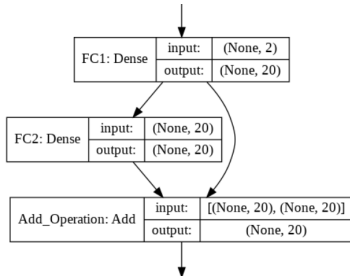 FC1: Dense
input: (None, 2)
output: (None, 20)
FC2: Dense
input: (None, 20)
output: (None, 20)
Add_Operation: Add
input: [(None, 20), (None, 20)]
output: (None, 20)